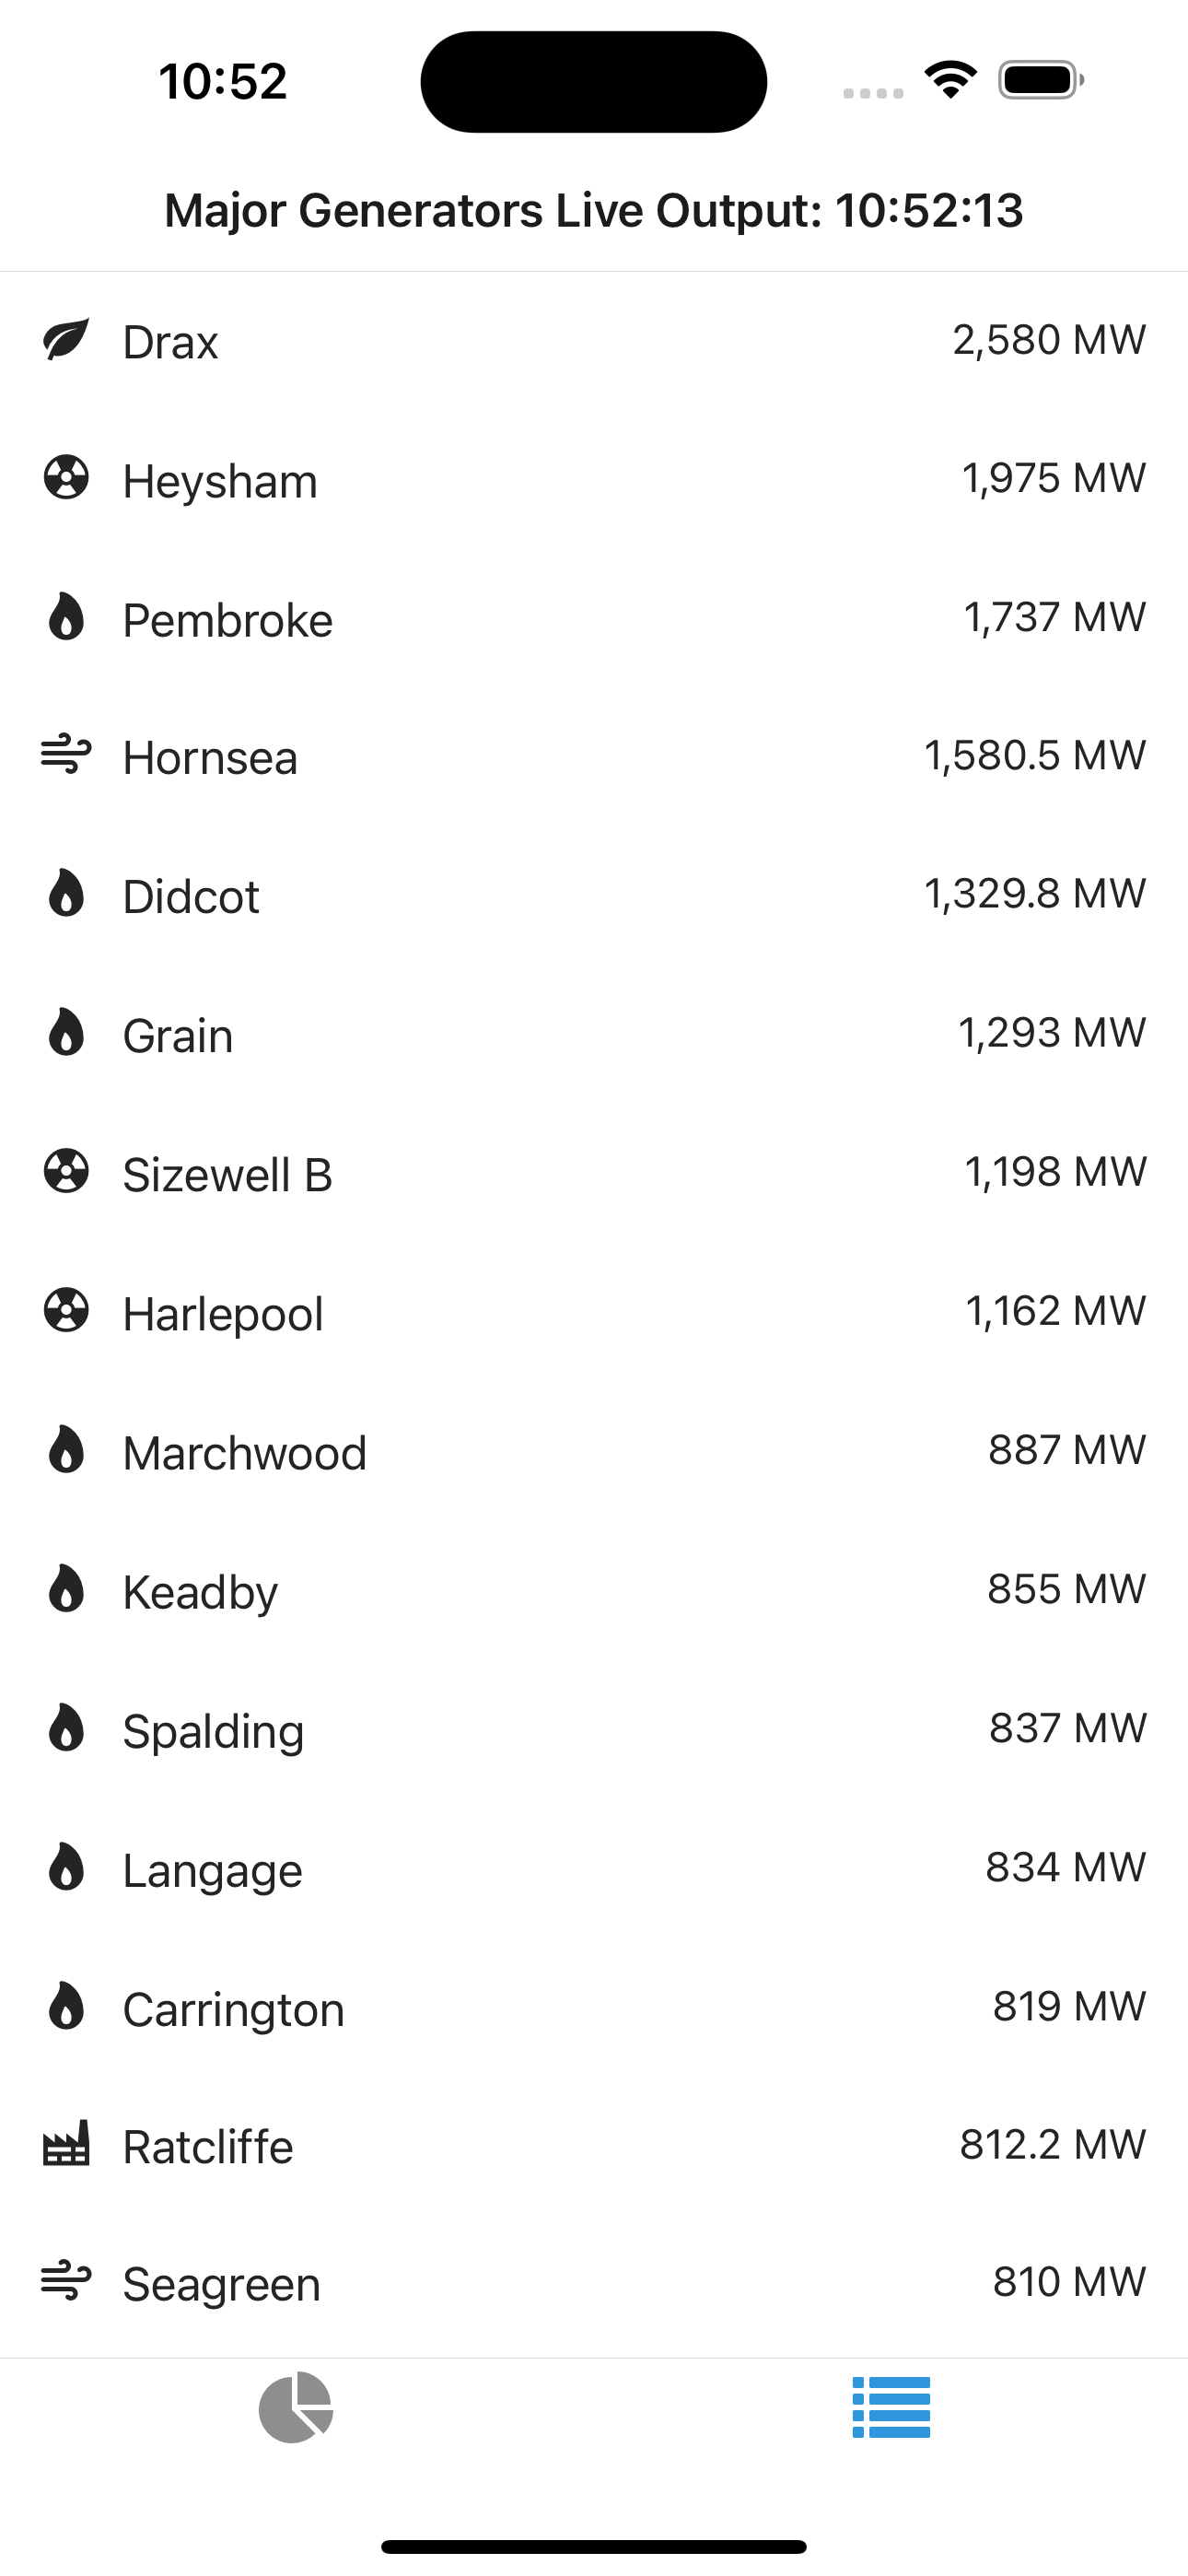 10:52
Major Generators Live Output: 10:52:13
Drax 2,580 MW
Heysham 1,975 MW
Pembroke 1,737 MW
Hornsea 1,580.5 MW
Didcot 1,329.8 MW
Grain 1,293 MW
Sizewell B 1,198 MW
Harlepool 1,162 MW
Marchwood 887 MW
Keadby 855 MW
Spalding 837 MW
Langage 834 MW
Carrington 819 MW
Ratcliffe 812.2 MW
Seagreen 810 MW